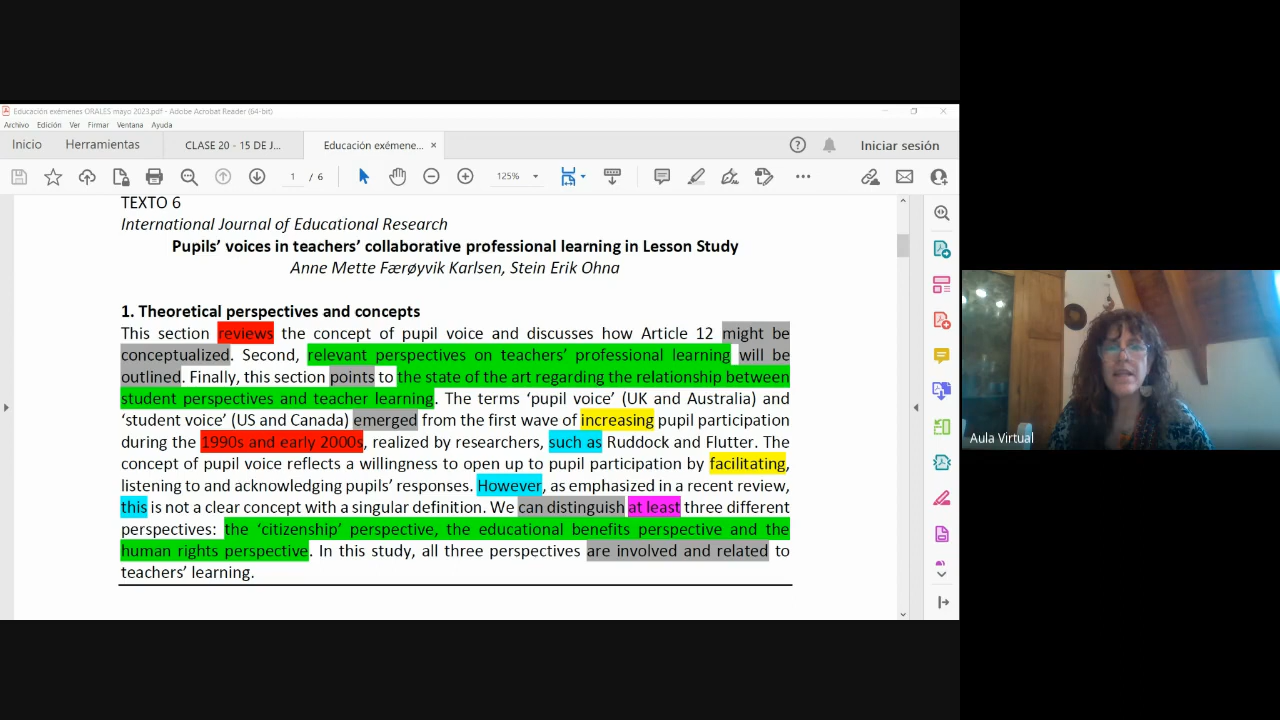 Educación exémenes ORALES mayo 2023.pdf - Adobe Acrobat Reader (64-bit)
Archivo Edición Ver Firmar Ventana Ayuda
Inicio Herramientas CLASE 20 - 15 DE J... Educación exémene... × Iniciar sesión
1 / 6 125%
TEXTO 6
International Journal of Educational Research
Pupils’ voices in teachers’ collaborative professional learning in Lesson Study
Anne Mette Færøyvik Karlsen, Stein Erik Ohna
1. Theoretical perspectives and concepts
This section reviews the concept of pupil voice and discusses how Article 12 might be
conceptualized. Second, relevant perspectives on teachers’ professional learning will be
outlined. Finally, this section points to the state of the art regarding the relationship between
student perspectives and teacher learning. The terms ‘pupil voice’ (UK and Australia) and
‘student voice’ (US and Canada) emerged from the first wave of increasing pupil participation
during the 1990s and early 2000s, realized by researchers, such as Ruddock and Flutter. The
concept of pupil voice reflects a willingness to open up to pupil participation by facilitating,
listening to and acknowledging pupils’ responses. However, as emphasized in a recent review,
this is not a clear concept with a singular definition. We can distinguish at least three different
perspectives: the ‘citizenship’ perspective, the educational benefits perspective and the
human rights perspective. In this study, all three perspectives are involved and related to
teachers’ learning.
Aula Virtual